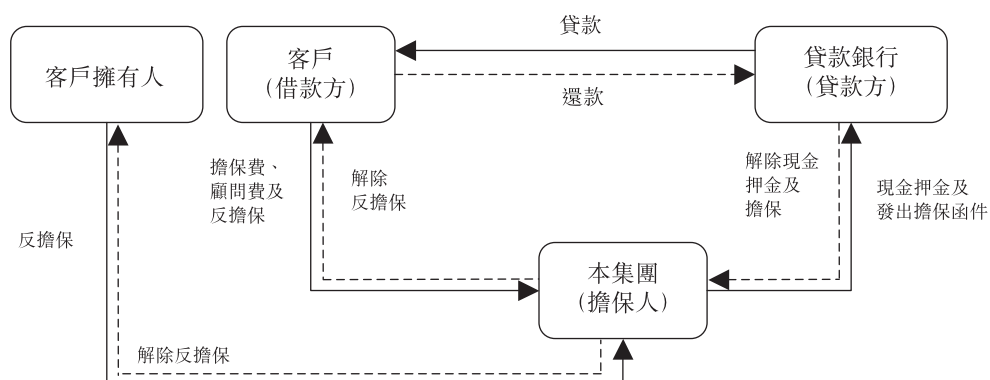 貸款
客戶擁有人
客戶
(借款方)
貸款銀行
(貸款方)
還款
擔保費、
顧問費及
反擔保
解除
反擔保
解除現金
押金及
擔保
現金押金及
發出擔保函件
反擔保
本集團
(擔保人)
解除反擔保